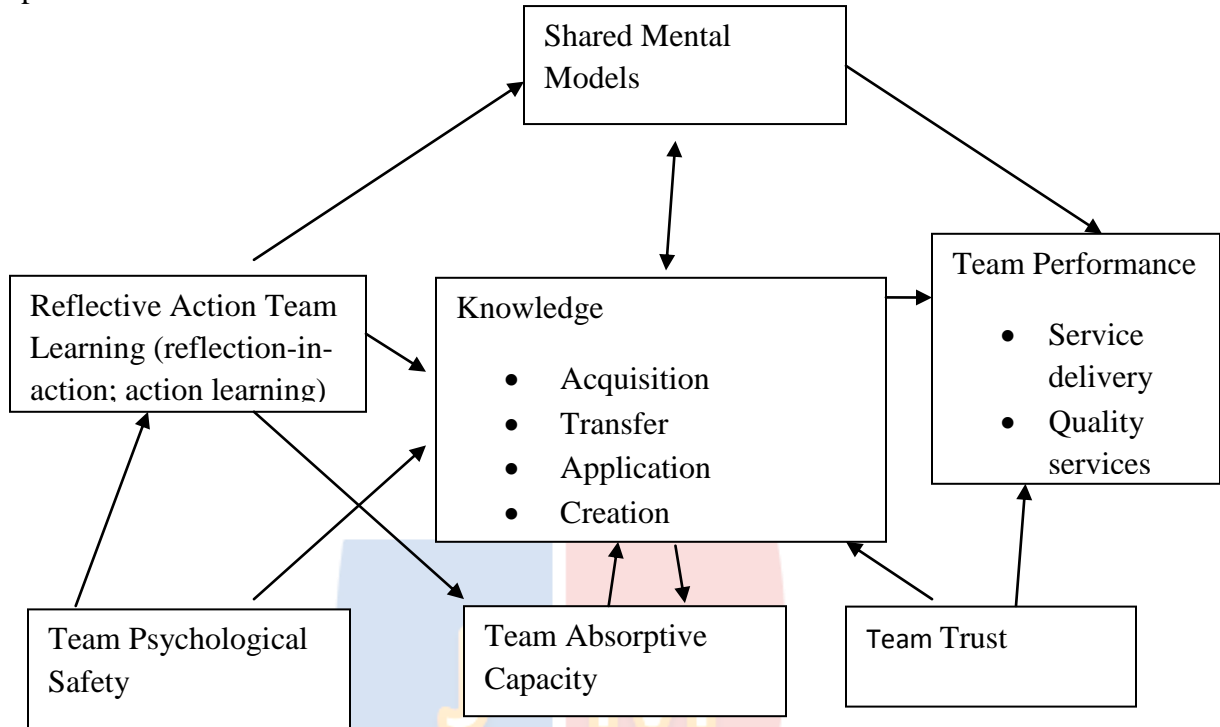 Shared Mental
Models
Team Performance
• Service
delivery
• Quality
services
Reflective Action Team
Learning (reflection-in-
action; action learning)
Knowledge
• Acquisition
• Transfer
• Application
• Creation
Team Psychological
Safety
Team Absorptive
Capacity
Team Trust